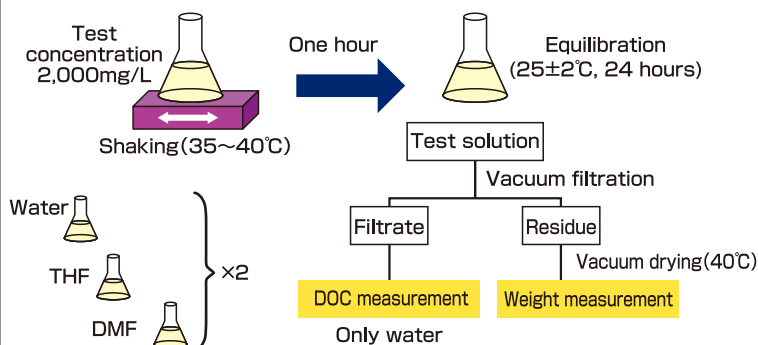 Test
concentration
2,000mg/L
One hour
Equilibration
(25±2℃, 24 hours)
Shaking(35～40℃)
Test solution
Vacuum filtration
Water
THF
DMF
×2
Filtrate
Residue
Vacuum drying(40℃)
DOC measurement
Weight measurement
Only water